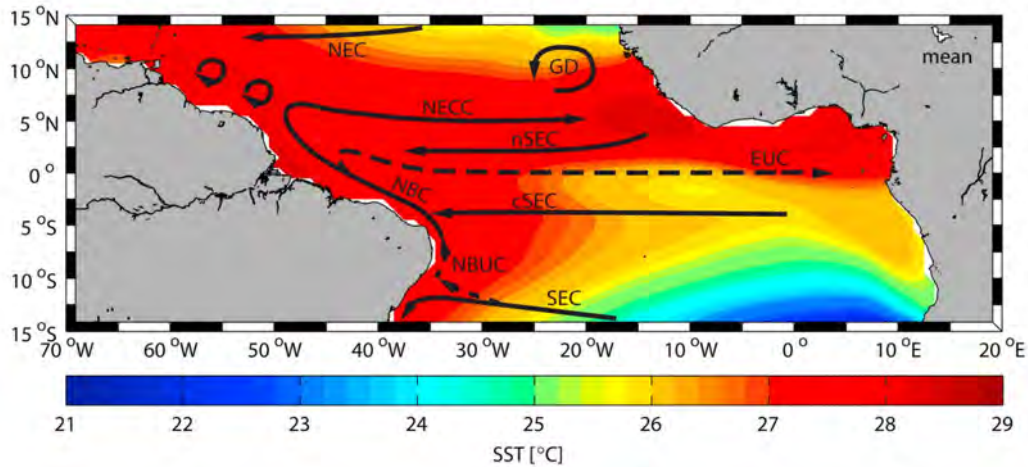 15°N
NEC
GD
mean
10°N
NECC
5°N
nSEC
EUC
0°
NBC
cSEC
5°S
NBUC
10°S
SEC
15°S
70°W 60°W 50°W 40°W 30°W 20°W 10°W 0° 10°E 20°E
21 22 23 24 25 26 27 28 29
SST [°C]